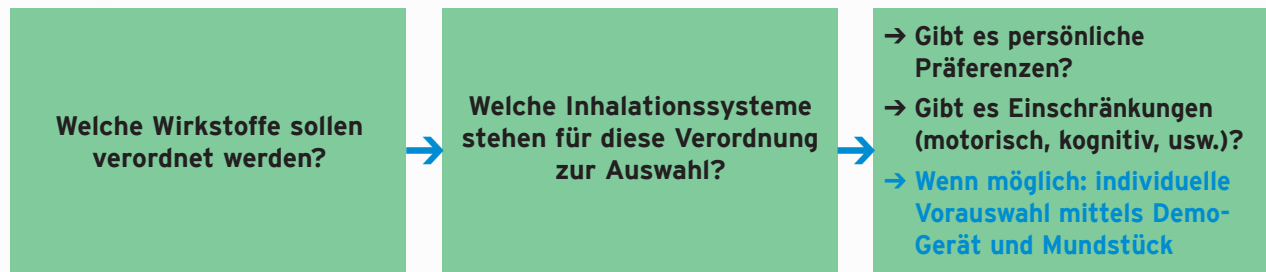 Welche Wirkstoffe sollen
verordnet werden?
Welche Inhalationssysteme
stehen für diese Verordnung
zur Auswahl?
➔ Gibt es persönliche
Präferenzen?
➔ Gibt es Einschränkungen
(motorisch, kognitiv, usw.)?
➔ Wenn möglich: individuelle
Vorauswahl mittels Demo-
Gerät und Mundstück